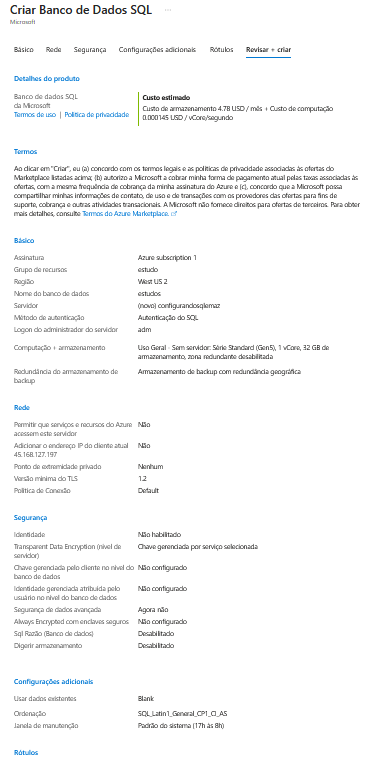 Criar Banco de Dados SQL ...
Microsoft
Básico Rede Segurança Configurações adicionais Rótulos Revisar + criar
Detalhes do produto
Banco de dados SQL
da Microsoft
Termos de uso | Política de privacidade
Custo estimado
Custo de armazenamento 4.78 USD / mês + Custo de computação
0.000145 USD / vCore/segundo
Termos
Ao clicar em "Criar", eu (a) concordo com os termos legais e as políticas de privacidade associadas às ofertas do
Marketplace listadas acima; (b) autorizo a Microsoft a cobrar minha forma de pagamento atual pelas taxas associadas às
ofertas, com a mesma frequência de cobrança da minha assinatura do Azure e (c), concordo que a Microsoft possa
compartilhar minhas informações de contato, de uso e de transações com os provedores das ofertas para fins de
suporte, cobrança e outras atividades transacionais. A Microsoft não fornece direitos para ofertas de terceiros. Para obter
mais detalhes, consulte Termos do Azure Marketplace.
Básico
Assinatura Azure subscription 1
Grupo de recursos estudo
Região West US 2
Nome do banco de dados estudos
Servidor (novo) configurandosqlemaz
Método de autenticação Autenticação do SQL
Logon do administrador do servidor adm
Computação + armazenamento Uso Geral - Sem servidor: Série Standard (Gen5), 1 vCore, 32 GB de
armazenamento, zona redundante desabilitada
Redundância do armazenamento de Armazenamento de backup com redundância geográfica
backup
Rede
Permitir que serviços e recursos do Azure Não
acessem este servidor
Adicionar o endereço IP do cliente atual Não
45.168.127.197
Ponto de extremidade privado Nenhum
Versão mínima do TLS 1.2
Política de Conexão Default
Segurança
Identidade Não habilitado
Transparent Data Encryption (nível de Chave gerenciada por serviço selecionada
servidor)
Chave gerenciada pelo cliente no nível do Não configurado
banco de dados
Identidade gerenciada atribuída pelo Não configurado
usuário no nível do banco de dados
Segurança de dados avançada Agora não
Always Encrypted com enclaves seguros Não configurado
Sql Razão (Banco de dados) Desabilitado
Digerir armazenamento Desabilitado
Configurações adicionais
Usar dados existentes Blank
Ordenação SQL_Latin1_General_CP1_CI_AS
Janela de manutenção Padrão do sistema (17h às 8h)
Rótulos